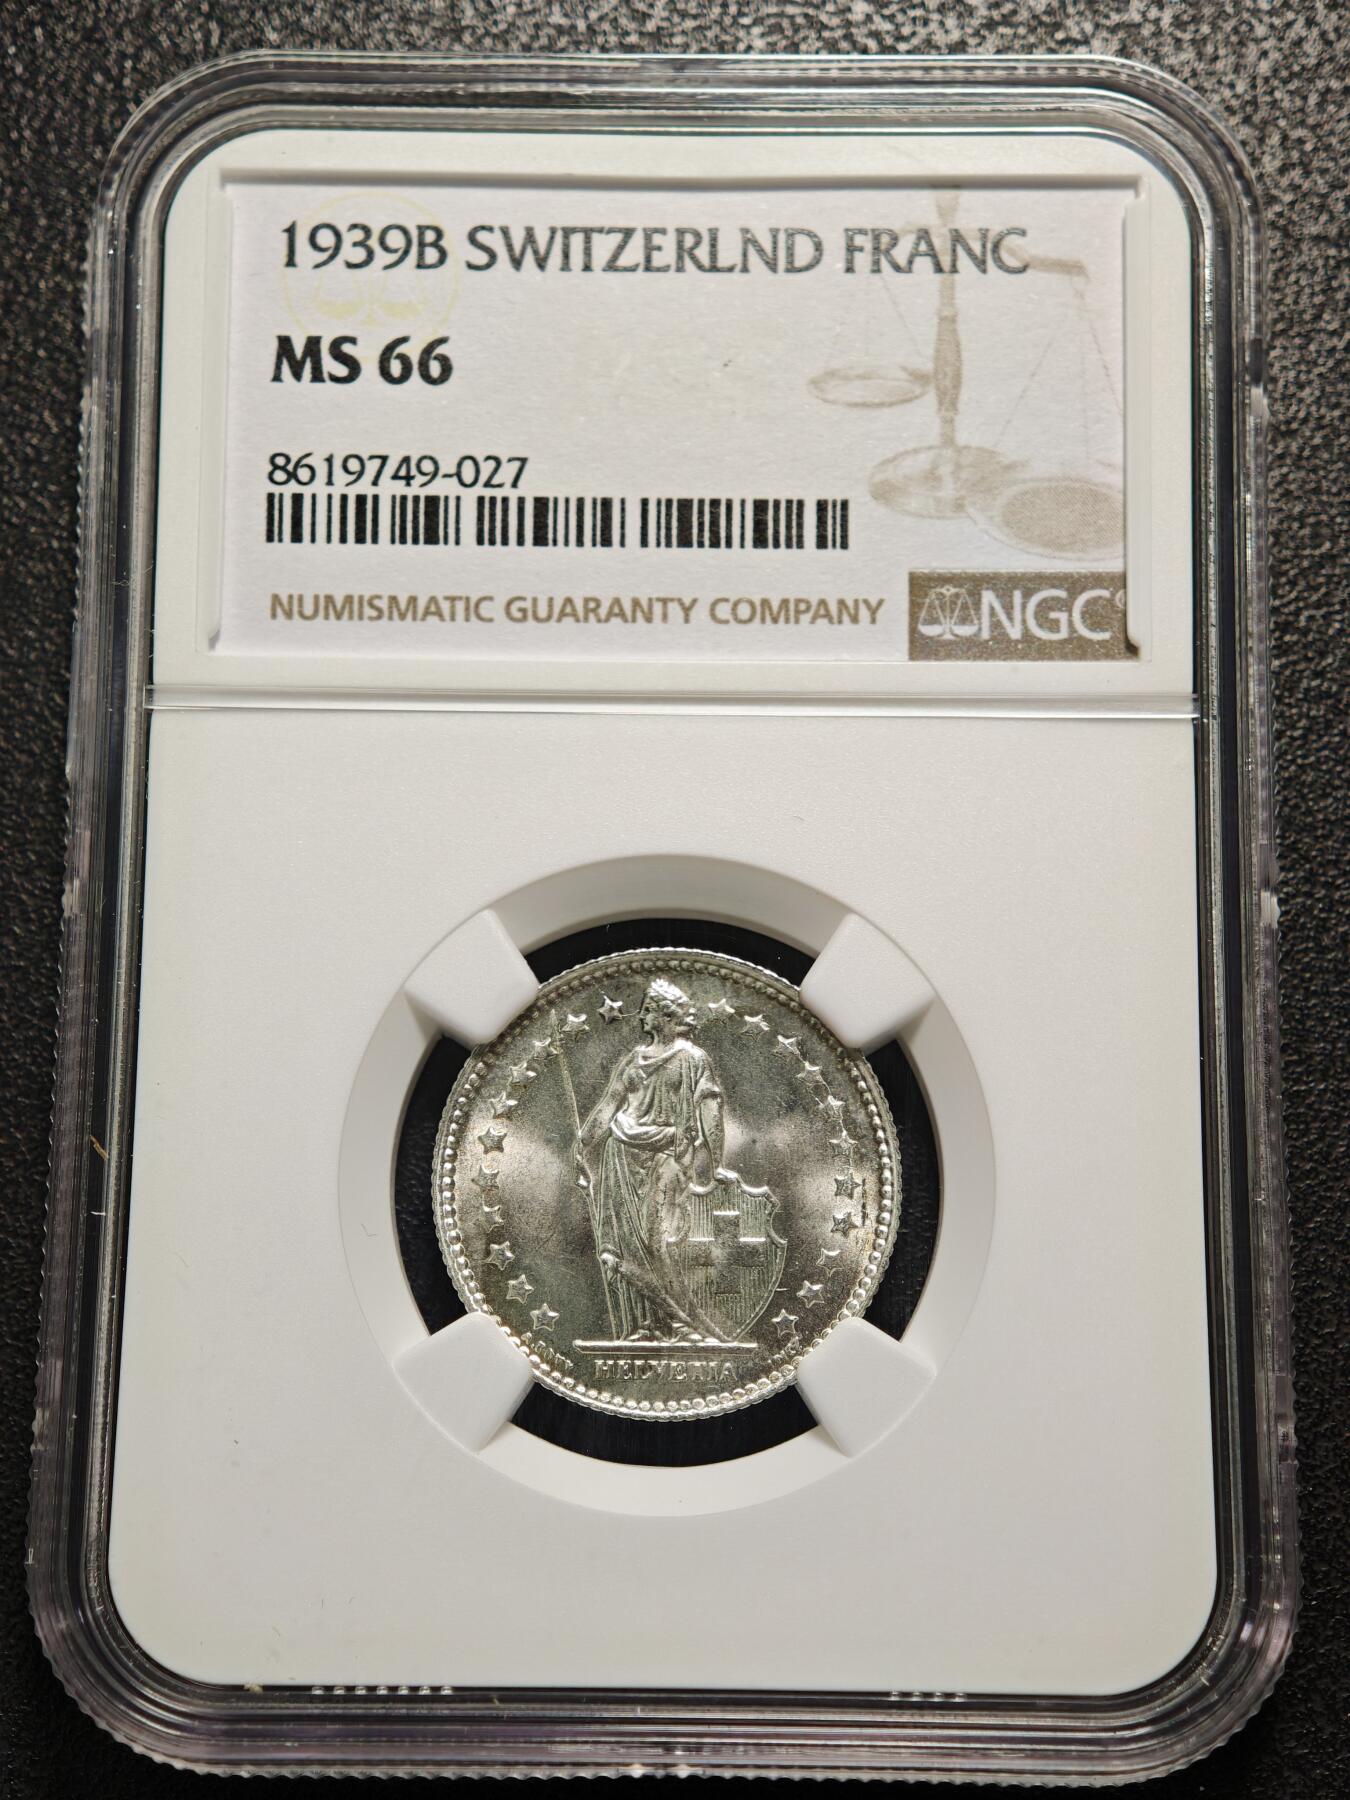 1939B SWITZERLND FRANC
MS 66
8619749-027
NUMISMATIC GUARANTY COMPANY
NGC
HELVETIA